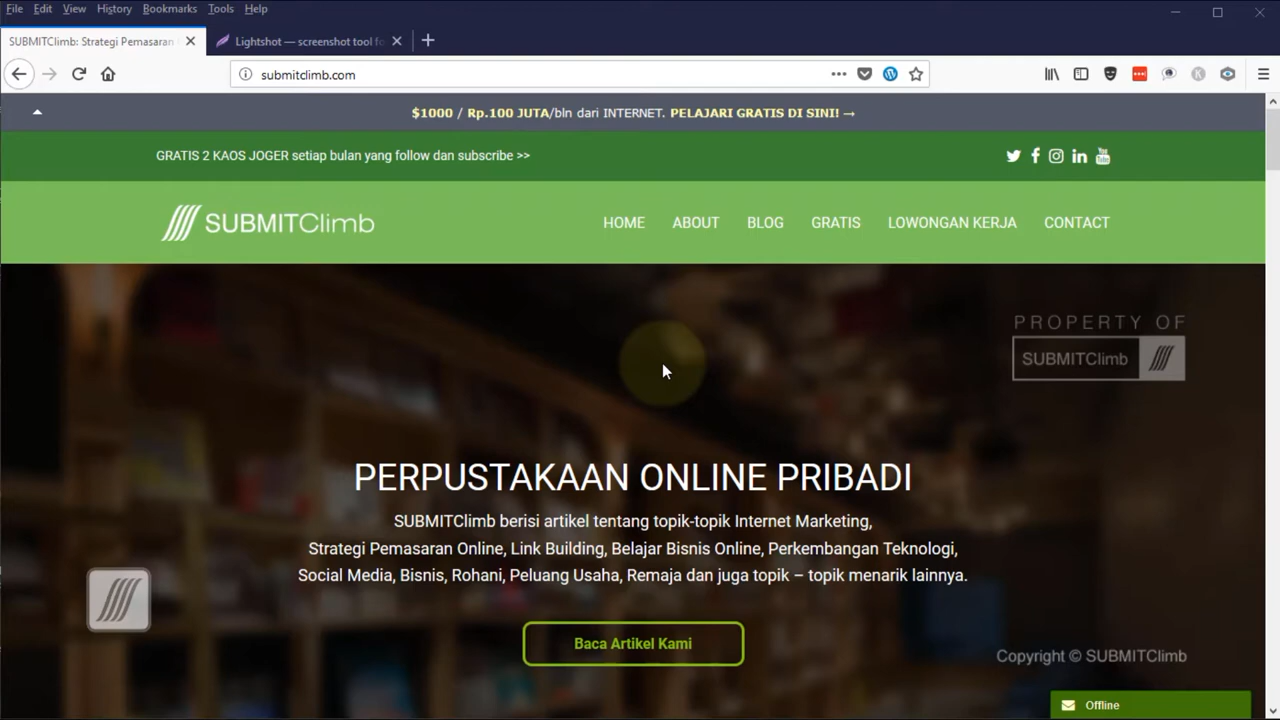 File Edit View History Bookmarks Tools Help
SUBMITClimb: Strategi Pemasaran
Lightshot — screenshot tool fo
submitclimb.com
$1000 / Rp.100 JUTA/bln dari INTERNET. PELAJARI GRATIS DI SINI! →
GRATIS 2 KAOS JOGER setiap bulan yang follow dan subscribe >>
SUBMITClimb
HOME ABOUT BLOG GRATIS LOWONGAN KERJA CONTACT
PROPERTY OF
SUBMITClimb
PERPUSTAKAAN ONLINE PRIBADI
SUBMITClimb berisi artikel tentang topik-topik Internet Marketing,
Strategi Pemasaran Online, Link Building, Belajar Bisnis Online, Perkembangan Teknologi,
Social Media, Bisnis, Rohani, Peluang Usaha, Remaja dan juga topik – topik menarik lainnya.
Baca Artikel Kami
Copyright © SUBMITClimb
Offline